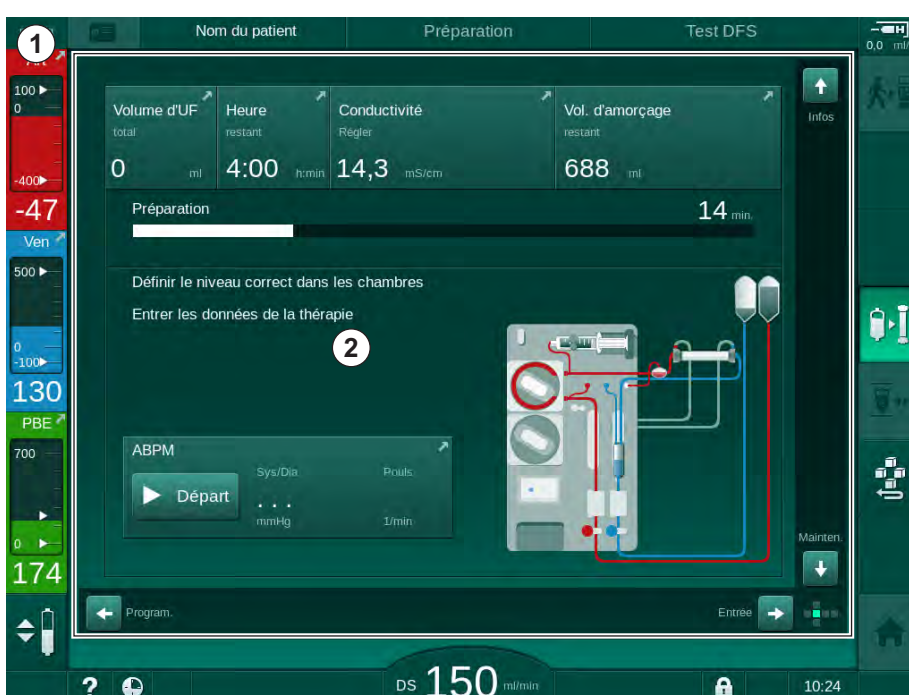 1
Nom du patient
Préparation
Test DFS
0,0 ml/
100
0
-400
-47
Ven
500
0
-100
130
PBE
700
0
174
Volume d'UF
total
0 ml
Heure
restant
4:00 h:min
Conductivité
Régler
14,3 mS/cm
Vol. d'amorçage
restant
688 ml
Infos
Préparation
14 min.
Définir le niveau correct dans les chambres
Entrer les données de la thérapie
2
ABPM
Départ
Sys/Dia
. . .
mmHg
Pouls
1/min
Mainten.
Program.
Entrée
?
DS 150 ml/min
10:24